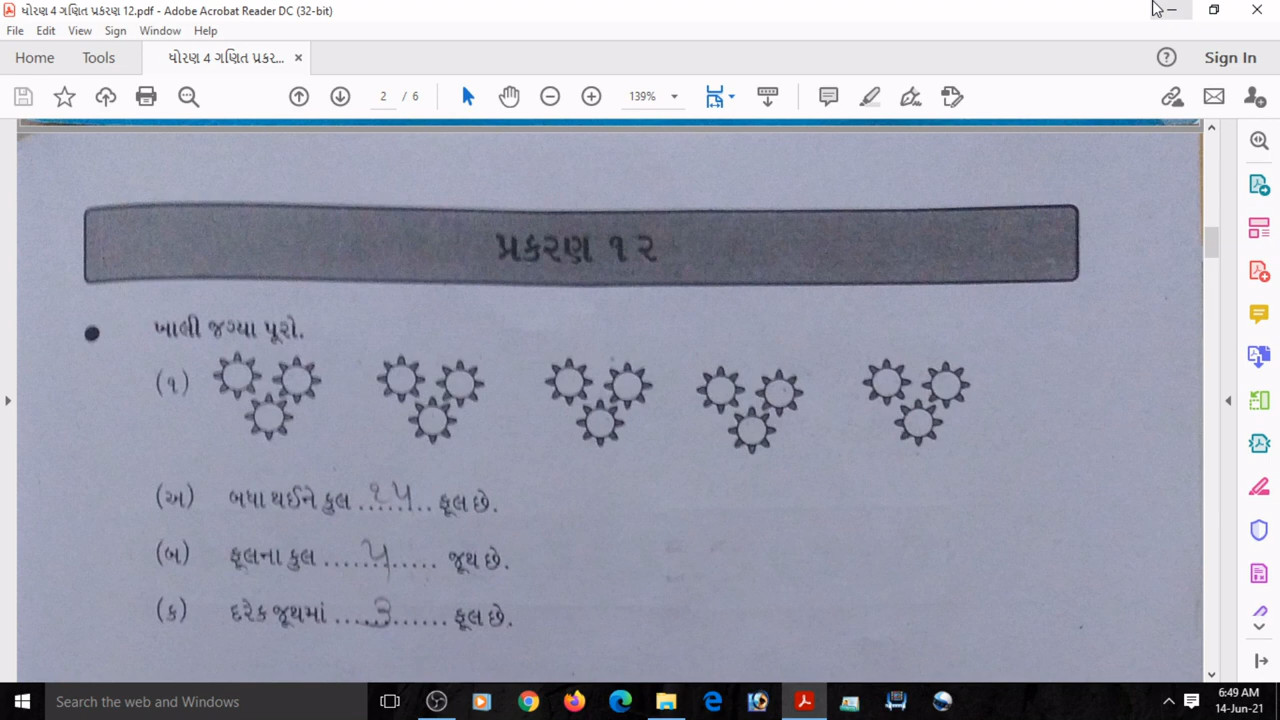 ધોરણ 4 ગણિત પ્રકરણ 12.pdf - Adobe Acrobat Reader DC (32-bit)
File Edit View Sign Window Help
Home Tools ધોરણ 4 ગણિત પ્રકર... × Sign In
2 / 6 139%
પ્રકરણ ૧૨
ખાલી જગ્યા પૂરો.
(૧)
(અ) બધા થઈને કુલ ..૧૫.. ફૂલ છે.
(બ) ફૂલના કુલ ......૫...... જૂથ છે.
(ક) દરેક જૂથમાં .....૩...... ફૂલ છે.
Search the web and Windows
6:49 AM
14-Jun-21